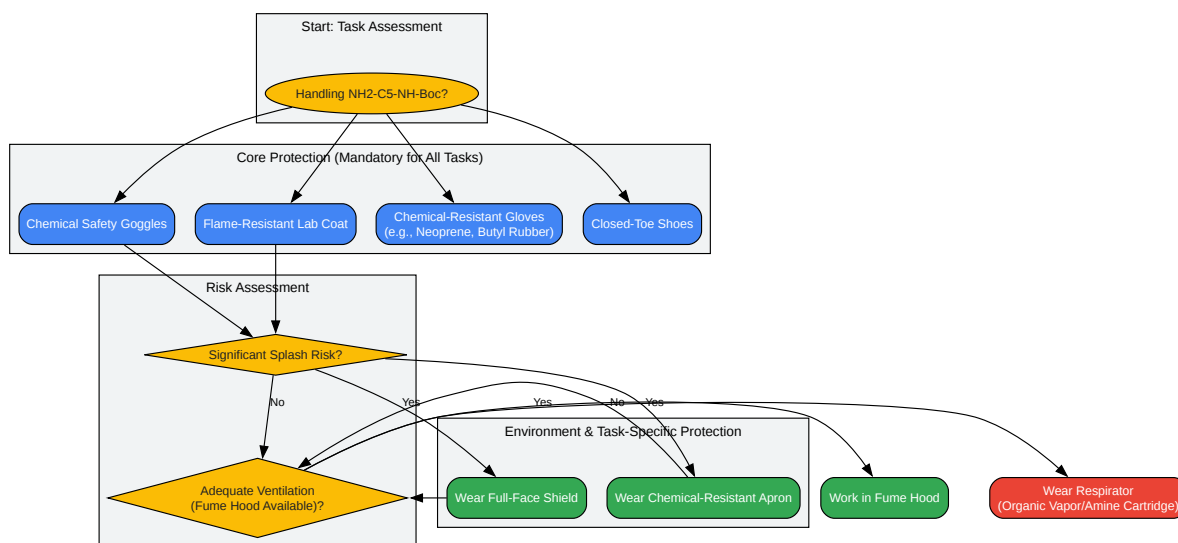 Start: Task Assessment
Handling NH2-C5-NH-Boc?
Core Protection (Mandatory for All Tasks)
Chemical Safety Goggles
Flame-Resistant Lab Coat
Chemical-Resistant Gloves
(e.g., Neoprene, Butyl Rubber)
Closed-Toe Shoes
Risk Assessment
Significant Splash Risk?
No
Yes
Yes
No
Yes
Environment & Task-Specific Protection
Adequate Ventilation
(Fume Hood Available)?
Wear Full-Face Shield
Wear Chemical-Resistant Apron
Work in Fume Hood
Wear Respirator
(Organic Vapor/Amine Cartridge)